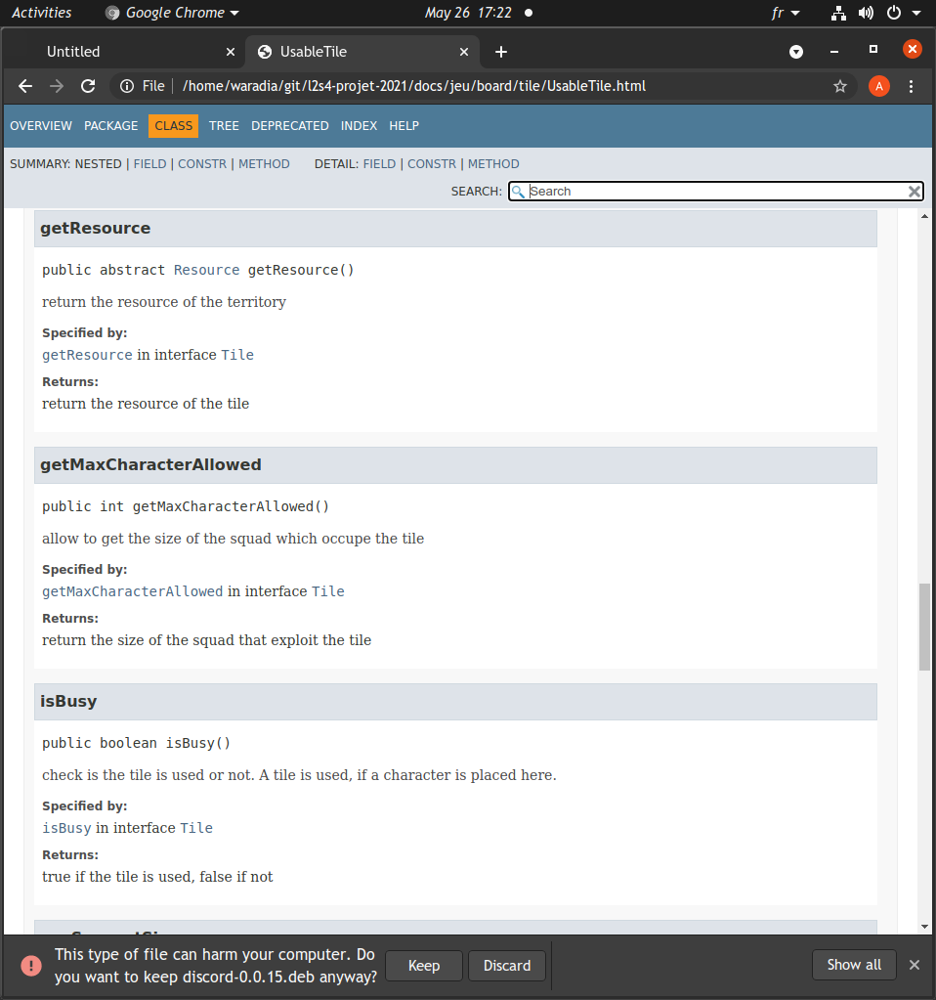 Activities Google Chrome May 26 17:22 fr
Untitled UsableTile
File /home/waradia/git/l2s4-projet-2021/docs/jeu/board/tile/UsableTile.html A
OVERVIEW PACKAGE CLASS TREE DEPRECATED INDEX HELP
SUMMARY: NESTED | FIELD | CONSTR | METHOD DETAIL: FIELD | CONSTR | METHOD
SEARCH: Search
getResource
public abstract Resource getResource()
return the resource of the territory
Specified by:
getResource in interface Tile
Returns:
return the resource of the tile
getMaxCharacterAllowed
public int getMaxCharacterAllowed()
allow to get the size of the squad which occupe the tile
Specified by:
getMaxCharacterAllowed in interface Tile
Returns:
return the size of the squad that exploit the tile
isBusy
public boolean isBusy()
check is the tile is used or not. A tile is used, if a character is placed here.
Specified by:
isBusy in interface Tile
Returns:
true if the tile is used, false if not
This type of file can harm your computer. Do
you want to keep discord-0.0.15.deb anyway? Keep Discard Show all